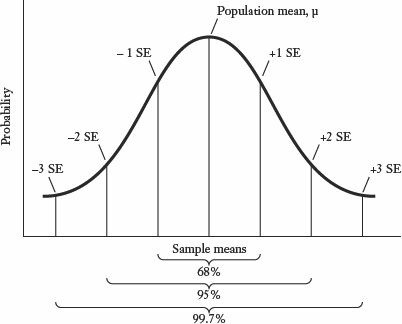 Population mean, μ
– 1 SE
+1 SE
–2 SE
+2 SE
–3 SE
+3 SE
Probability
Sample means
68%
95%
99.7%